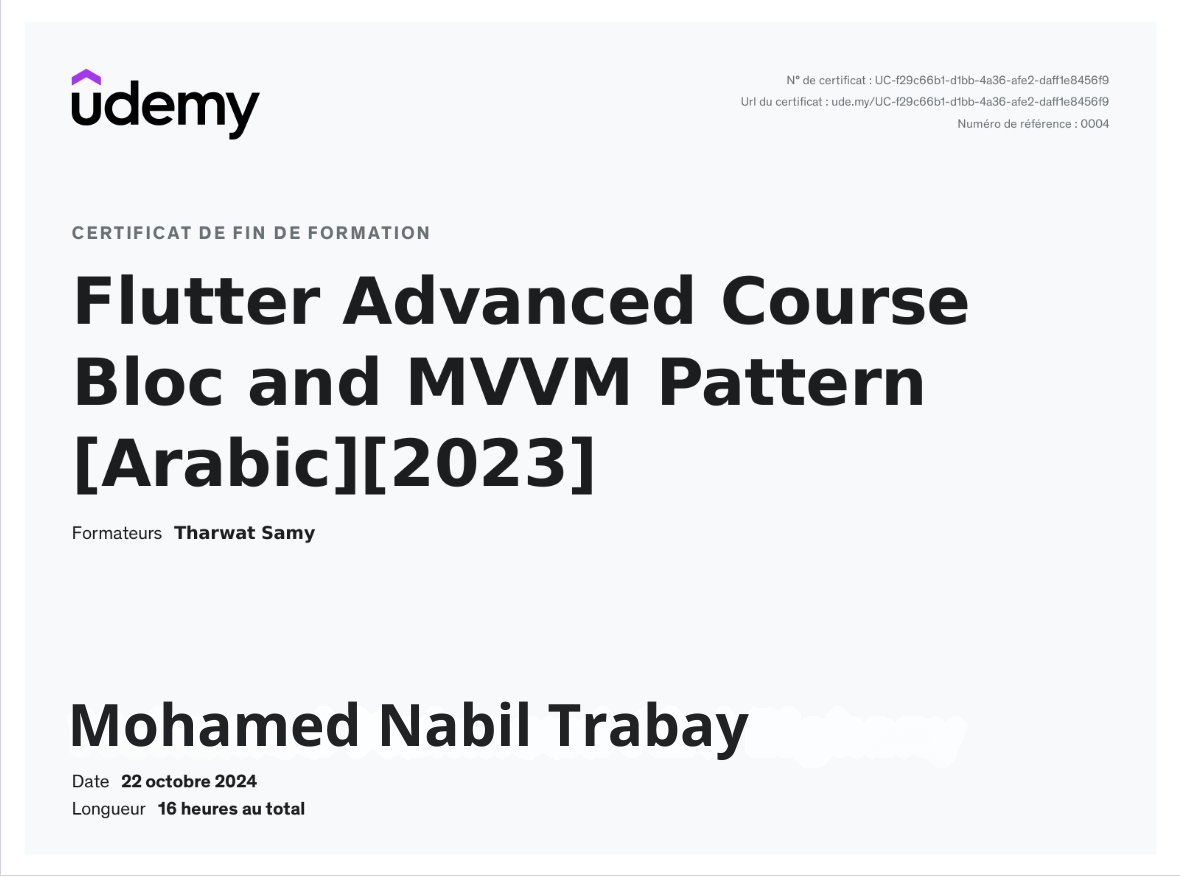 udemy
N° de certificat : UC-f29c66b1-d1bb-4a36-afe2-daff1e8456f9
Url du certificat : ude.my/UC-f29c66b1-d1bb-4a36-afe2-daff1e8456f9
Numéro de référence : 0004
CERTIFICAT DE FIN DE FORMATION
Flutter Advanced Course
Bloc and MVVM Pattern
[Arabic][2023]
Formateurs Tharwat Samy
Mohamed Nabil Trabay
Date 22 octobre 2024
Longueur 16 heures au total